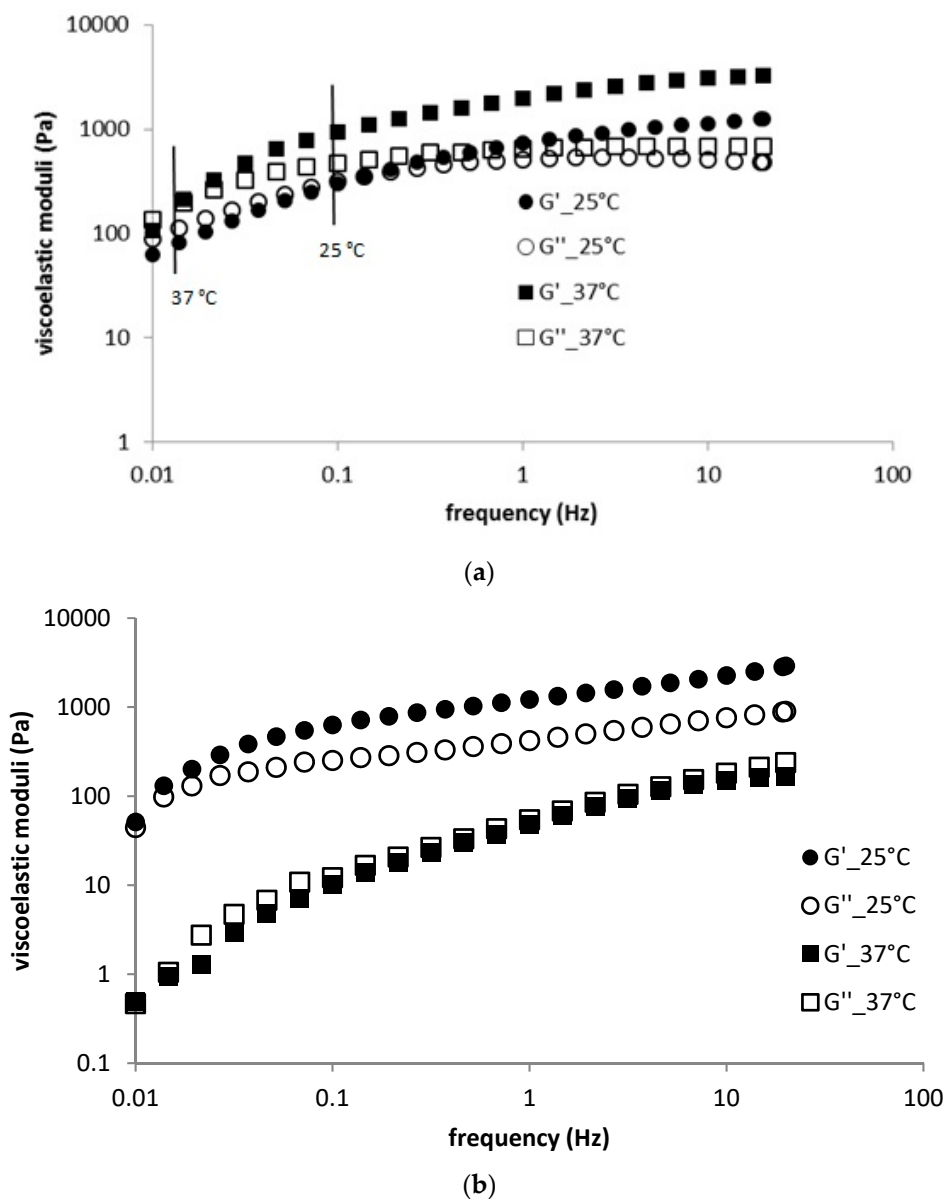 10000
1000
100
10
1
viscoelastic moduli (Pa)
37 °C
25 °C
G'_25°C
G''_25°C
G'_37°C
G''_37°C
0.01
0.1
1
10
100
frequency (Hz)
(a)
10000
1000
100
10
1
0.1
viscoelastic moduli (Pa)
G'_25°C
G''_25°C
G'_37°C
G''_37°C
0.01
0.1
1
10
100
frequency (Hz)
(b)